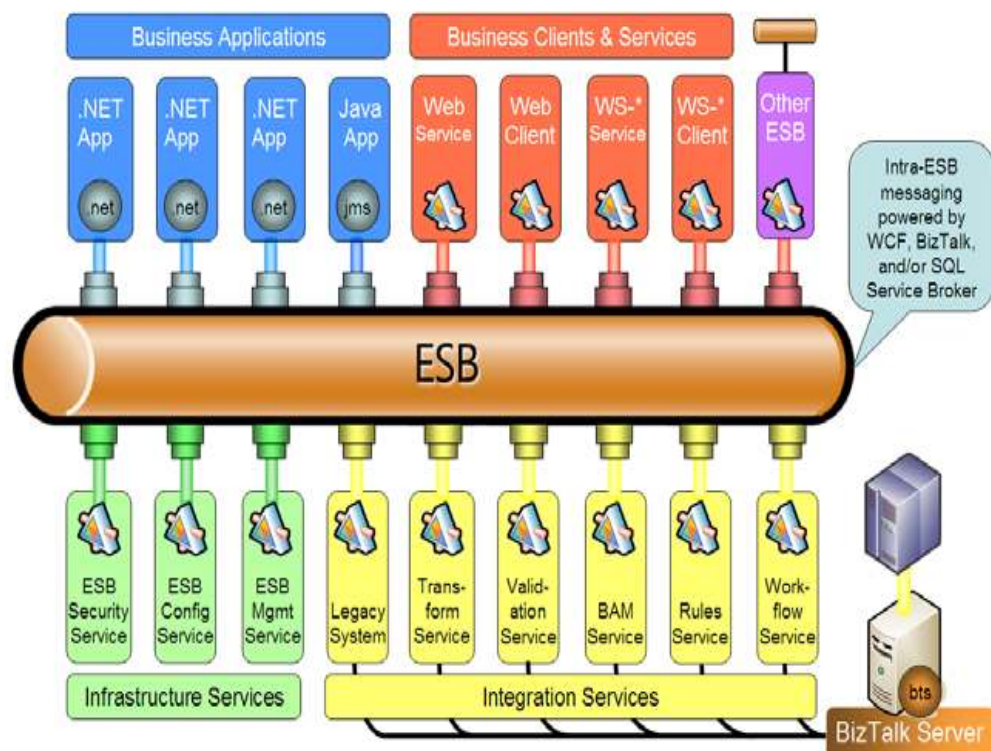 Business Applications
Business Clients & Services
.NET
App
.NET
App
.NET
App
Java
App
Web
Service
Web
Client
WS-*
Service
WS-*
Client
Other
ESB
.net
.net
.net
jms
Intra-ESB
messaging
powered by
WCF, BizTalk,
and/or SQL
Service Broker
ESB
ESB
Security
Service
ESB
Config
Service
ESB
Mgmt
Service
Legacy
System
Trans-
form
Service
Valid-
ation
Service
BAM
Service
Rules
Service
Work-
flow
Service
Infrastructure Services
Integration Services
bts
BizTalk Server